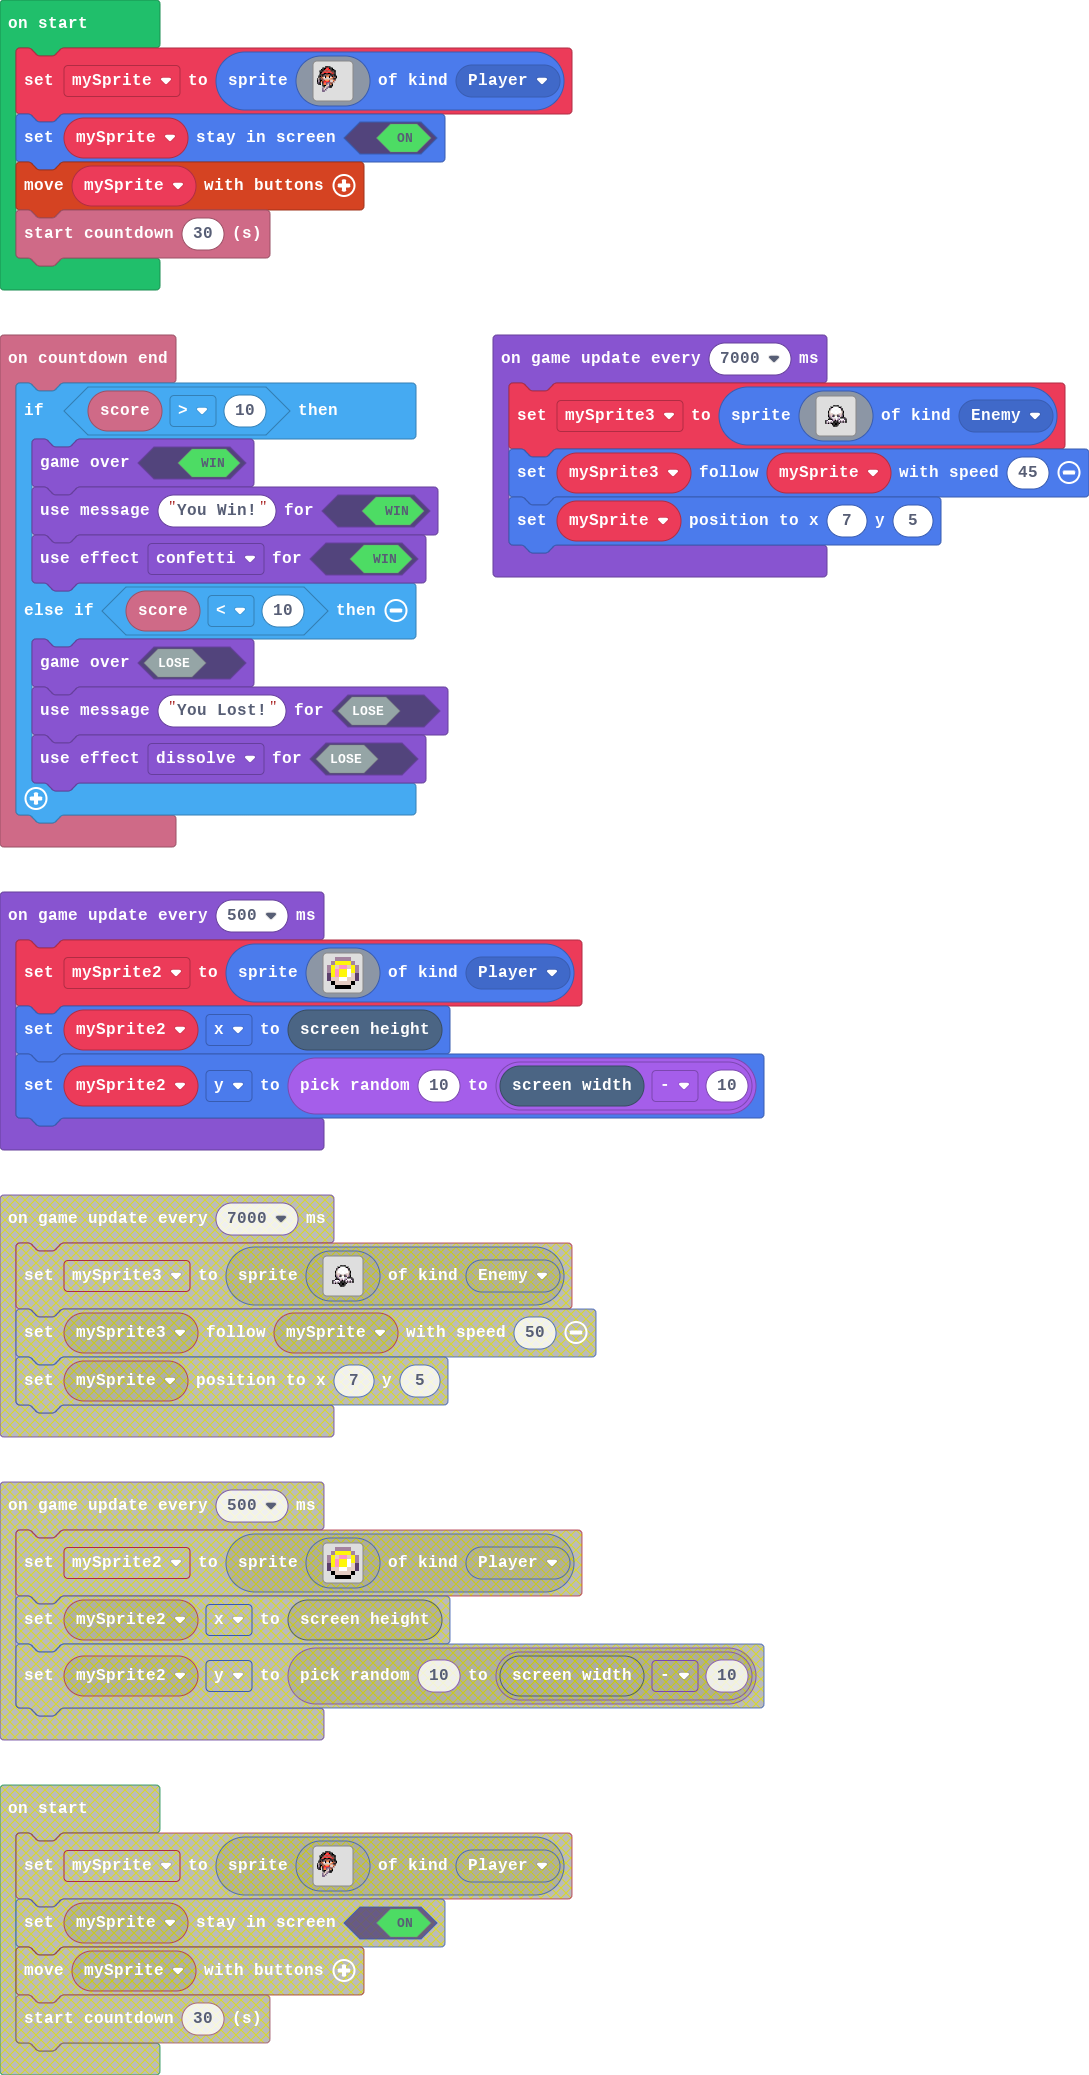 on start
set mySprite to sprite of kind Player
set mySprite stay in screen ON
move mySprite with buttons
start countdown 30 (s)
on countdown end
if score > 10 then
game over WIN
use message "You Win!" for WIN
use effect confetti for WIN
else if score < 10 then
game over LOSE
use message "You Lost!" for LOSE
use effect dissolve for LOSE
on game update every 7000 ms
set mySprite3 to sprite of kind Enemy
set mySprite3 follow mySprite with speed 45
set mySprite position to x 7 y 5
on game update every 500 ms
set mySprite2 to sprite of kind Player
set mySprite2 x to screen height
set mySprite2 y to pick random 10 to screen width - 10
on game update every 7000 ms
set mySprite3 to sprite of kind Enemy
set mySprite3 follow mySprite with speed 50
set mySprite position to x 7 y 5
on game update every 500 ms
set mySprite2 to sprite of kind Player
set mySprite2 x to screen height
set mySprite2 y to pick random 10 to screen width - 10
on start
set mySprite to sprite of kind Player
set mySprite stay in screen ON
move mySprite with buttons
start countdown 30 (s)